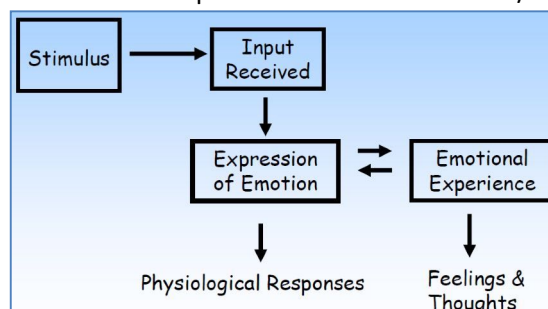 Stimulus
Input
Received
Expression
of Emotion
Emotional
Experience
Physiological Responses
Feelings &
Thoughts